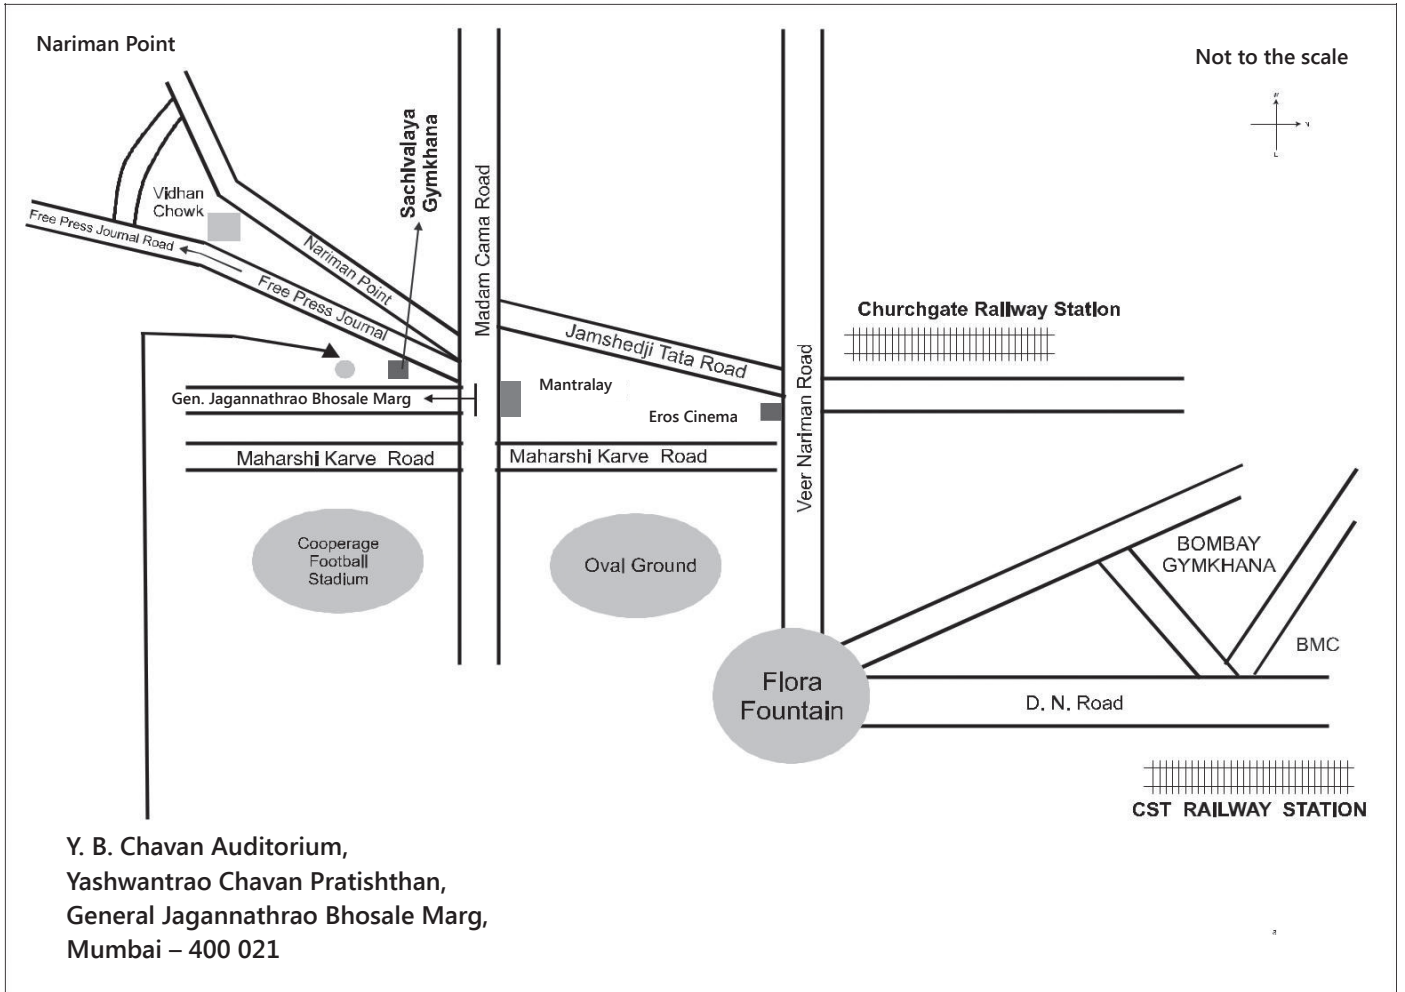 Nariman Point
Not to the scale
Sachivalaya
Gymkhana
Madam Cama Road
Vidhan
Chowk
Free Press Journal Road
Nariman Point
Free Press Journal
Jamshedji Tata Road
Churchgate Railway Station
Veer Nariman Road
Gen. Jagannathrao Bhosale Marg
Mantralay
Eros Cinema
Maharshi Karve Road
Maharshi Karve Road
Cooperage
Football
Stadium
Oval Ground
BOMBAY
GYMKHANA
BMC
Flora
Fountain
D. N. Road
CST RAILWAY STATION
Y. B. Chavan Auditorium,
Yashwantrao Chavan Pratishthan,
General Jagannathrao Bhosale Marg,
Mumbai – 400 021